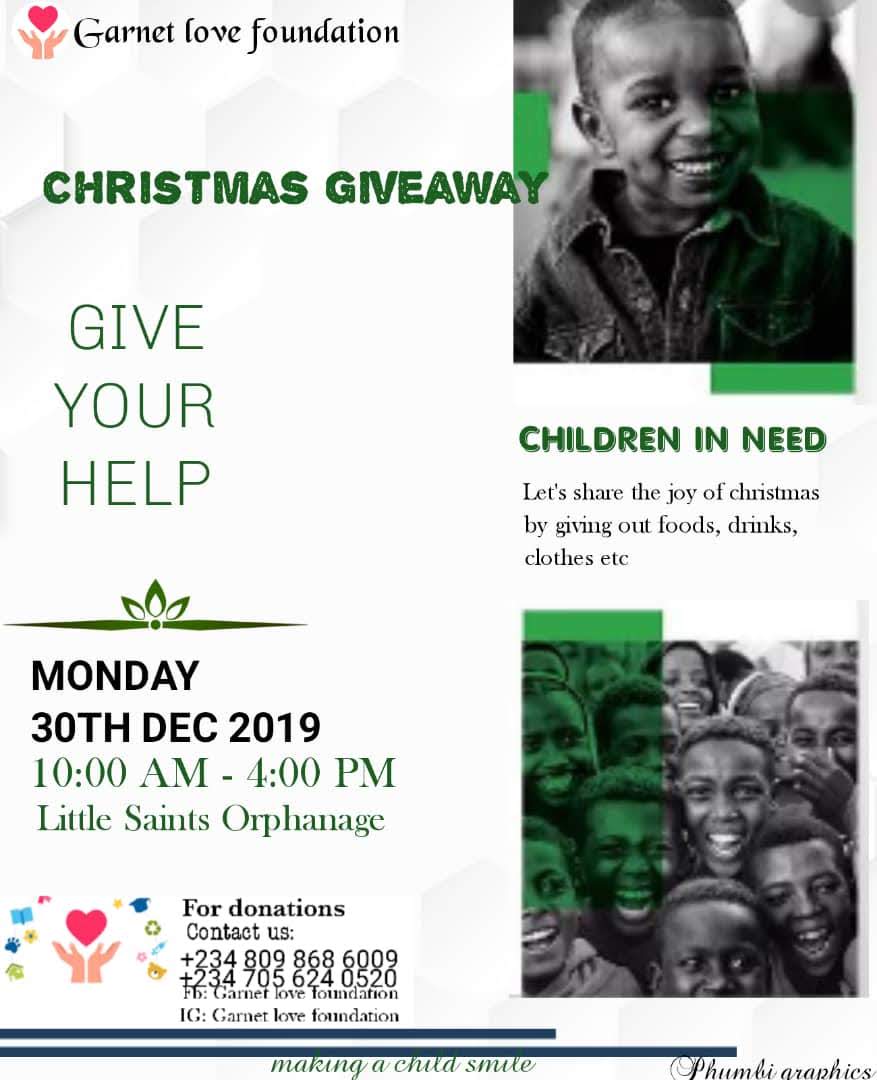 Garnet love foundation
CHRISTMAS GIVEAWAY
GIVE
YOUR
HELP
CHILDREN IN NEED
Let's share the joy of christmas
by giving out foods, drinks,
clothes etc
MONDAY
30TH DEC 2019
10:00 AM - 4:00 PM
Little Saints Orphanage
For donations
Contact us:
+234 809 868 6009
+234 705 624 0520
Fb: Garnet love foundation
IG: Garnet love foundation
making a child smile
Phumbi graphics